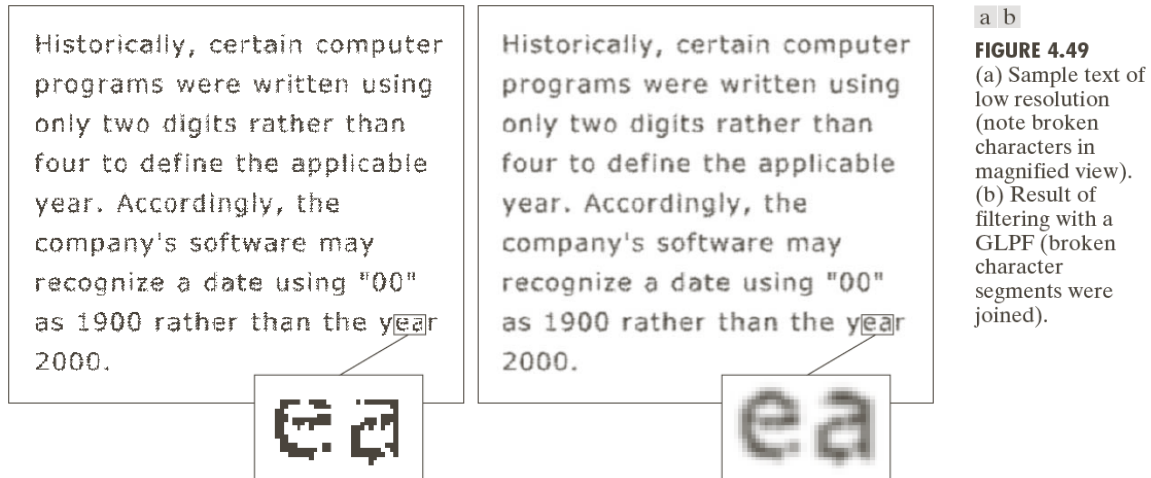 Historically, certain computer
programs were written using
only two digits rather than
four to define the applicable
year. Accordingly, the
company's software may
recognize a date using "00"
as 1900 rather than the year
2000.
ea
Historically, certain computer
programs were written using
only two digits rather than
four to define the applicable
year. Accordingly, the
company's software may
recognize a date using "00"
as 1900 rather than the year
2000.
ea
a b
FIGURE 4.49
(a) Sample text of
low resolution
(note broken
characters in
magnified view).
(b) Result of
filtering with a
GLPF (broken
character
segments were
joined).